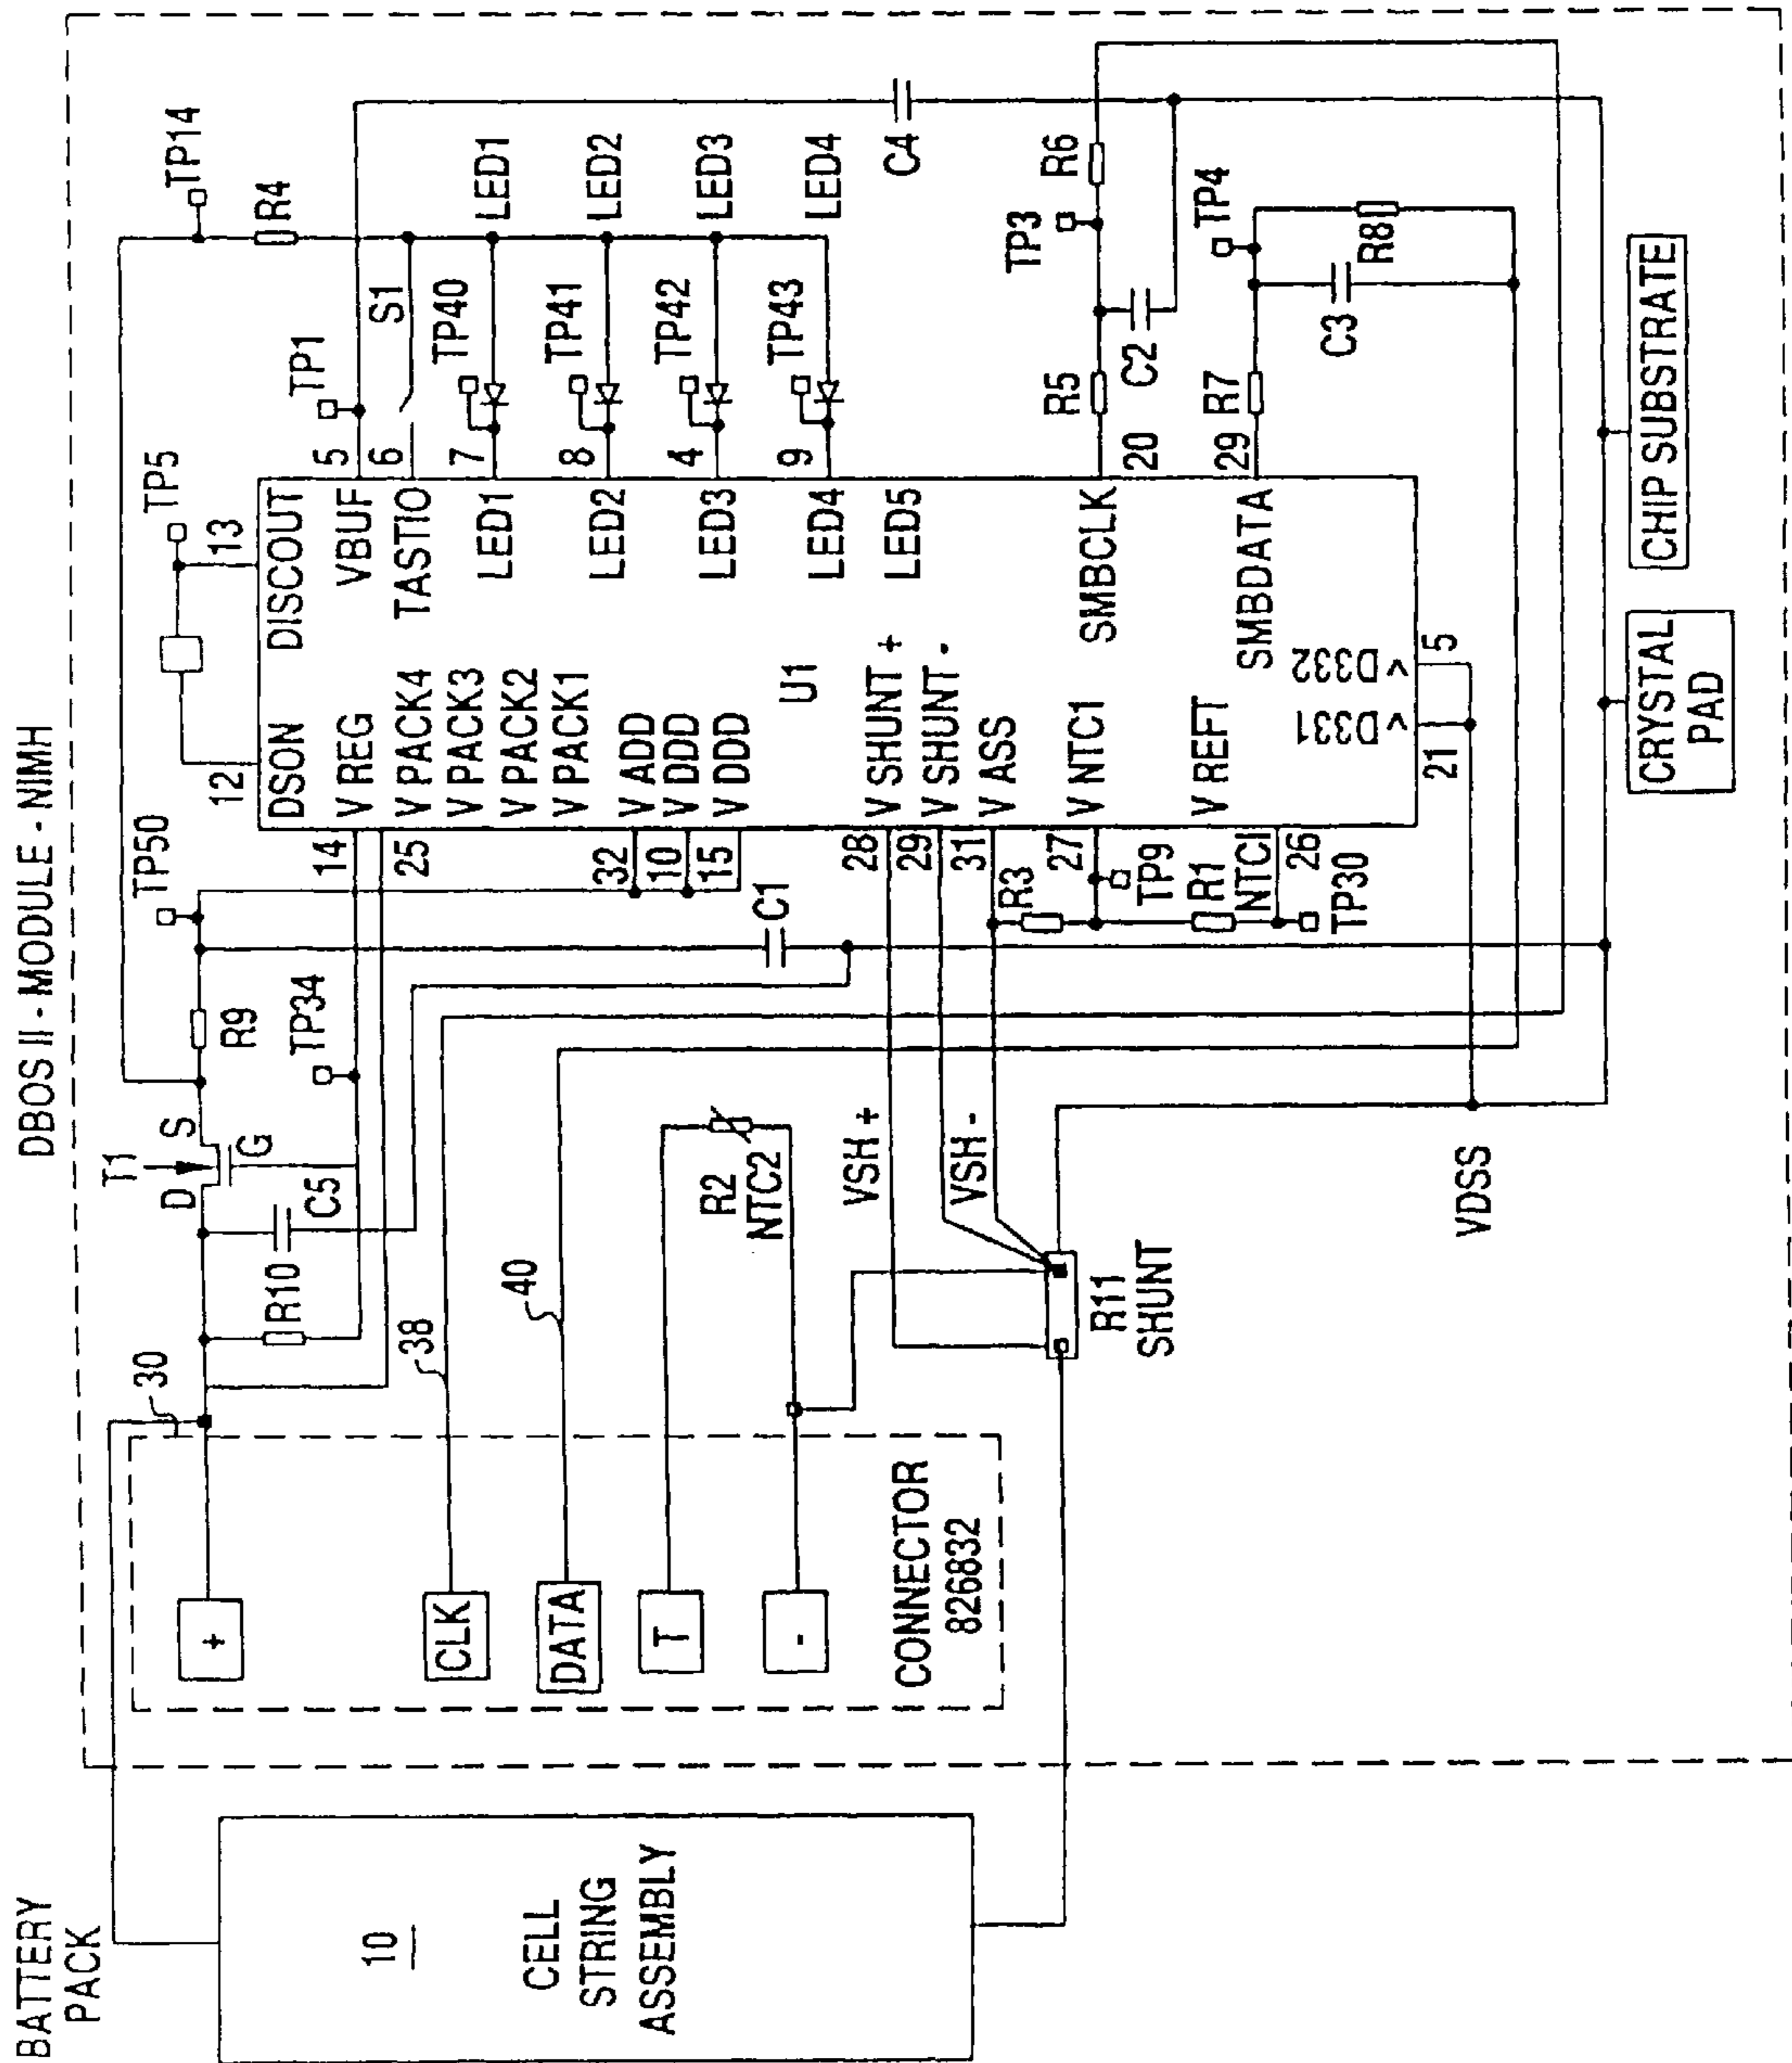 DBOS II - MODULE - NIMH
BATTERY
PACK
10
CELL
STRING
ASSEMBLY
30
+
CLK
DATA
T
-
CONNECTOR
826832
38
40
R10
C5
T1
D
S
G
R9
TP50
TP34
R2
NTC2
VSH +
VSH -
R11
SHUNT
VDSS
C1
TP5
TP14
R4
12
13
14
25
32
10
15
28
29
31
27
26
R3
TP9
R1
NTCI
TP30
DSON
DISCOUT
V REG
VBUF
V PACK4
TASTIO
V PACK3
V PACK2
V PACK1
LED1
V ADD
LED2
V DDD
V DDD
LED3
U1
LED4
V SHUNT +
V SHUNT -
LED5
V ASS
V NTC1
SMBCLK
V REFT
SMBDATA
V D331
V D332
21
5
5
6
7
8
4
9
20
29
TP1
S1
TP40
LED1
TP41
LED2
TP42
LED3
TP43
LED4
C4
TP3
R5
R6
C2
TP4
R7
C3
R8
CRYSTAL
PAD
CHIP SUBSTRATE